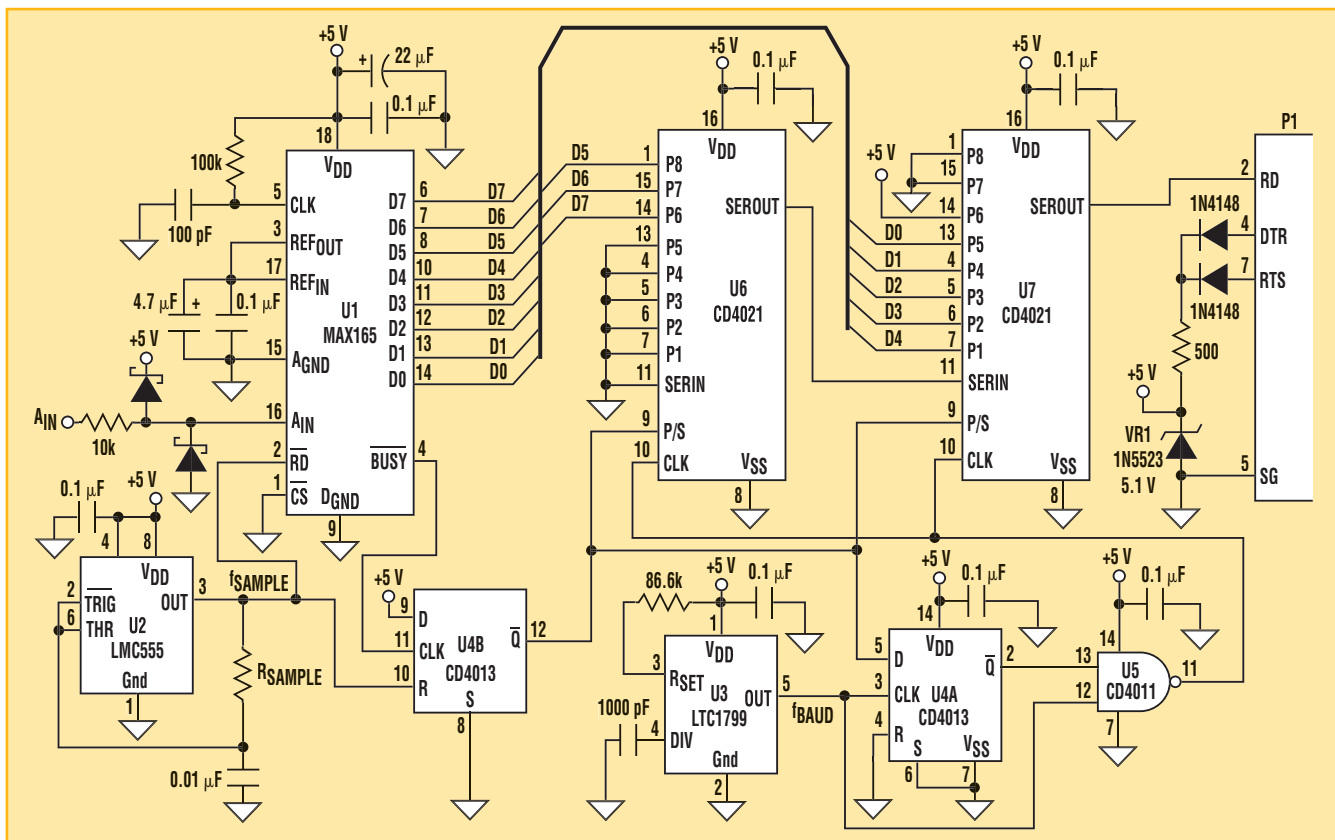 +5 V
+ 22 µF
0.1 µF
18
100k
VDD
5 CLK
100 pF
3 REFOUT
17 REFIN
4.7 µF +
0.1 µF
15 AGND
U1
MAX165
D7 6 D7
D6 7 D6
D5 8 D5
D4 10 D4
D3 11 D3
D2 12 D2
D1 13 D1
D0 14 D0
+5 V
AIN
10k
16 AIN
2 RD
1 CS
BUSY 4
DGND
9
D5
D6
D7
+5 V
0.1 µF
16
VDD
1 P8
15 P7
14 P6
13 P5
4 P4
5 P3
6 P2
7 P1
11 SERIN
9 P/S
10 CLK
SEROUT
U6
CD4021
VSS
8
+5 V
0.1 µF
16
VDD
+5 V
1 P8
15 P7
14 P6
D0 13 P5
D1 4 P4
D2 5 P3
D3 6 P2
D4 7 P1
11 SERIN
9 P/S
10 CLK
SEROUT
U7
CD4021
VSS
8
P1
2 RD
1N4148
4 DTR
7 RTS
1N4148
500
+5 V
VR1
1N5523
5.1 V
5 SG
0.1 µF
+5 V
4
8
VDD
2 TRIG
6 THR
OUT 3
U2
LMC555
Gnd
1
fSAMPLE
RSAMPLE
0.01 µF
+5 V
9 D
11 CLK
10 R
U4B
CD4013
Q 12
S
8
86.6k
+5 V
0.1 µF
1
VDD
3 RSET
U3
LTC1799
OUT 5
1000 pF
4 DIV
Gnd
2
fBAUD
+5 V
0.1 µF
14
VDD
5 D
3 CLK
4 R
Q 2
U4A
CD4013
S
VSS
6
7
+5 V
0.1 µF
14
13
12
U5
CD4011
11
7